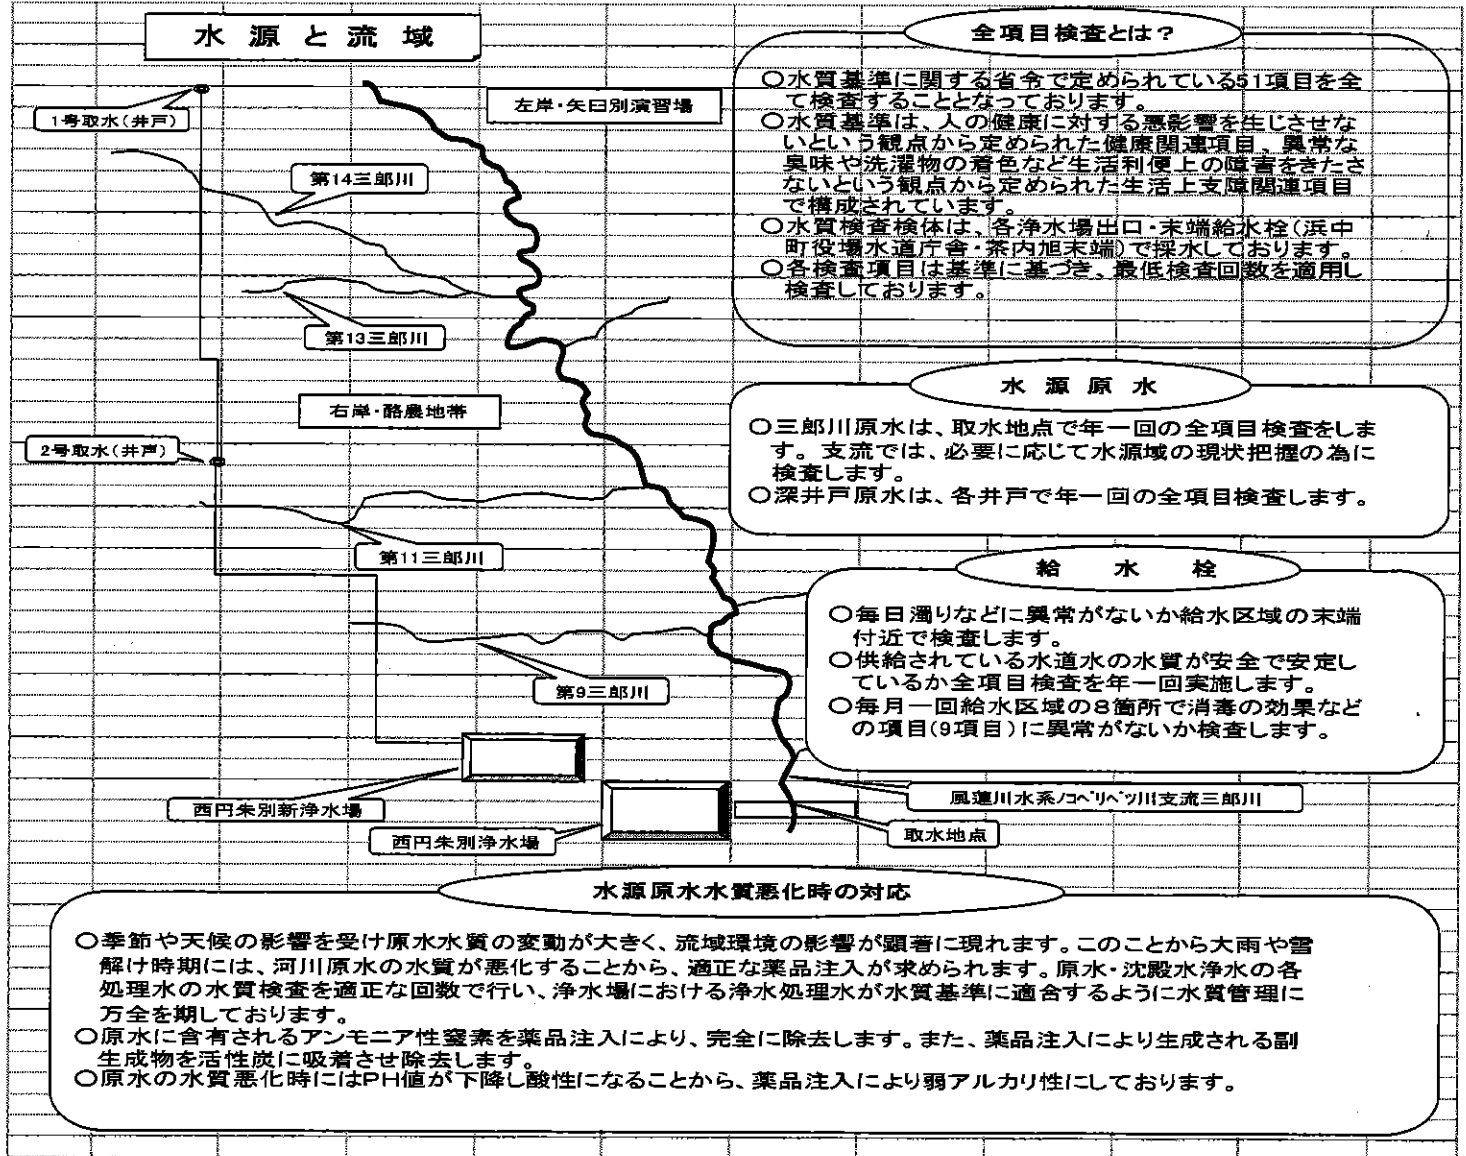 水源と流域
1号取水(井戸)
左岸・矢臼別演習場
第14三郎川
第13三郎川
右岸・酪農地帯
2号取水(井戸)
第11三郎川
第9三郎川
西円朱別新浄水場
西円朱別浄水場
風蓮川水系ノコベリベツ川支流三郎川
取水地点
全項目検査とは?
○水質基準に関する省令で定められている51項目を全
て検査することとなっております。
○水質基準は、人の健康に対する悪影響を生じさせな
いという観点から定められた健康関連項目、異常な
臭味や洗濯物の着色など生活利便上の障害をきたさ
ないという観点から定められた生活上支障関連項目
で構成されています。
○水質検査検体は、各浄水場出口・末端給水栓(浜中
町役場水道庁舎・茶内旭末端)で採水しております。
○各検査項目は基準に基づき、最低検査回数を適用し
検査しております。
水源原水
○三郎川原水は、取水地点で年一回の全項目検査をしま
す。支流では、必要に応じて水源域の現状把握の為に
検査します。
○深井戸原水は、各井戸で年一回の全項目検査します。
給水栓
○毎日濁りなどに異常がないか給水区域の末端
付近で検査します。
○供給されている水道水の水質が安全で安定し
ているか全項目検査を年一回実施します。
○毎月一回給水区域の8箇所で消毒の効果など
の項目(9項目)に異常がないか検査します。
水源原水水質悪化時の対応
○季節や天候の影響を受け原水水質の変動が大きく、流域環境の影響が顕著に現れます。このことから大雨や雪
解け時期には、河川原水の水質が悪化することから、適正な薬品注入が求められます。原水・沈殿水浄水の各
処理水の水質検査を適正な回数で行い、浄水場における浄水処理水が水質基準に適合するように水質管理に
万全を期しております。
○原水に含有されるアンモニア性窒素を薬品注入により、完全に除去します。また、薬品注入により生成される副
生成物を活性炭に吸着させ除去します。
○原水の水質悪化時にはPH値が下降し酸性になることから、薬品注入により弱アルカリ性にしております。